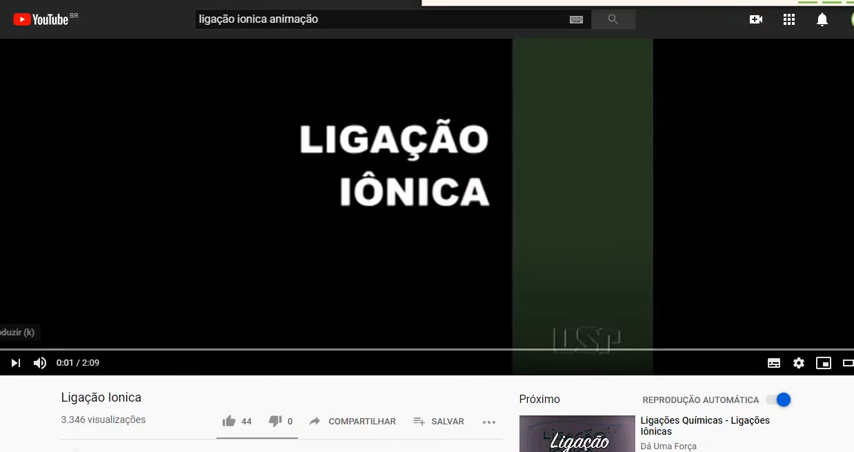 YouTube BR
ligação ionica animação
LIGAÇÃO
IÔNICA
USP
oduzir (k)
0:01 / 2:09
Ligação Ionica
3.346 visualizações
44
0
COMPARTILHAR
SALVAR
Próximo
REPRODUÇÃO AUTOMÁTICA
Ligação
Ligações Químicas - Ligações
Iônicas
Dá Uma Força